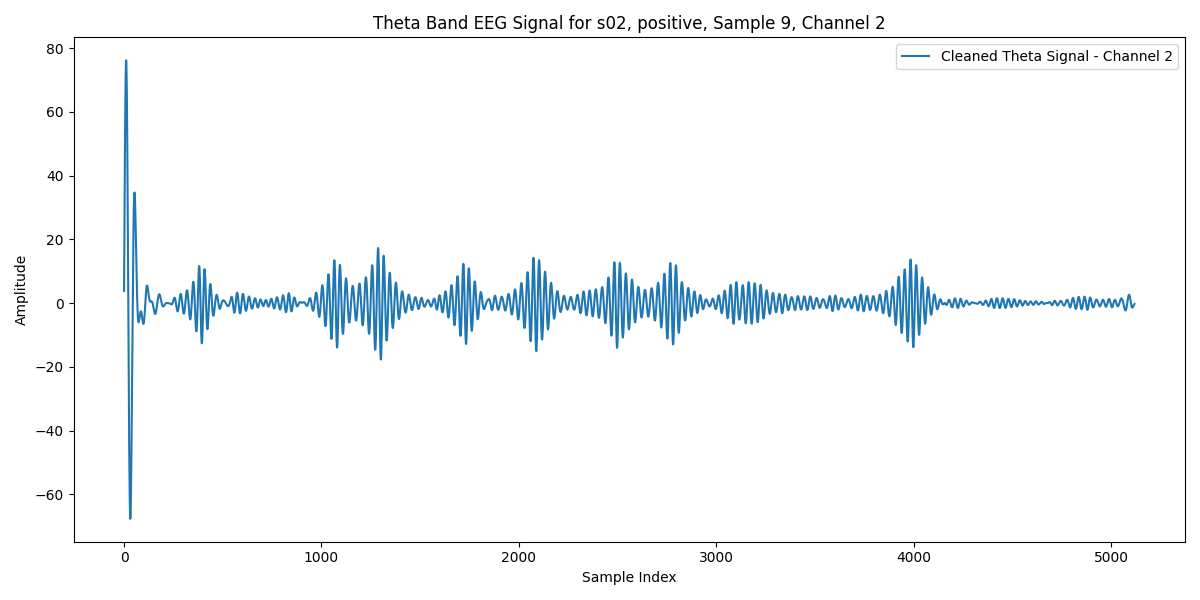 Theta Band EEG Signal for s02, positive, Sample 9, Channel 2
Cleaned Theta Signal - Channel 2
Amplitude
80
60
40
20
0
−20
−40
−60
0 1000 2000 3000 4000 5000
Sample Index